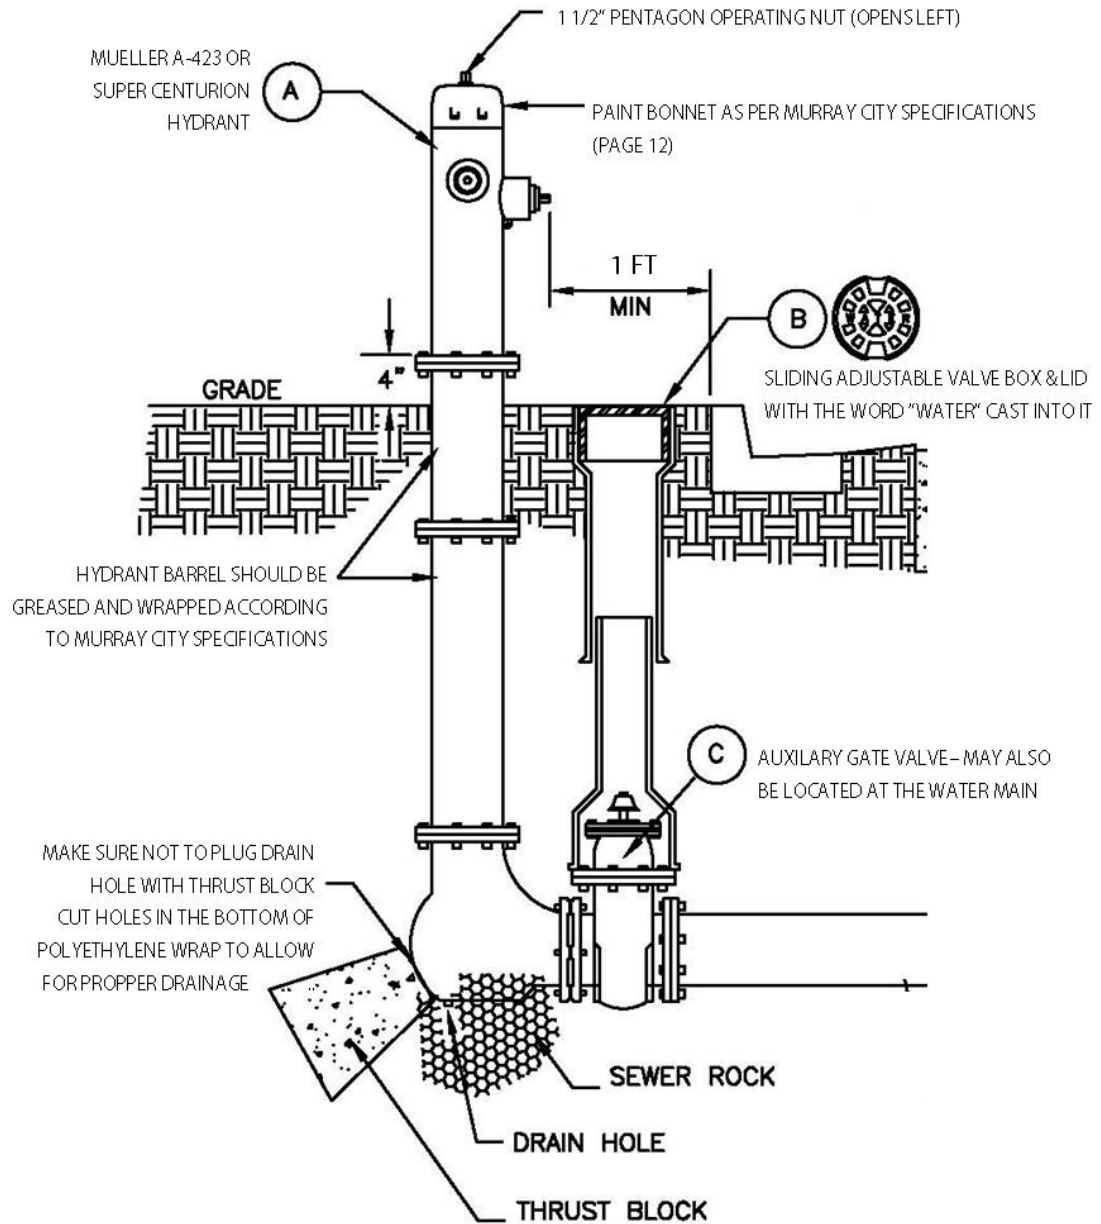 1 1/2" PENTAGON OPERATING NUT (OPENS LEFT)
MUELLER A-423 OR
SUPER CENTURION
HYDRANT
A
PAINT BONNET AS PER MURRAY CITY SPECIFICATIONS
(PAGE 12)
1 FT
MIN
B
SLIDING ADJUSTABLE VALVE BOX & LID
WITH THE WORD "WATER" CAST INTO IT
4"
GRADE
HYDRANT BARREL SHOULD BE
GREASED AND WRAPPED ACCORDING
TO MURRAY CITY SPECIFICATIONS
C
AUXILARY GATE VALVE– MAY ALSO
BE LOCATED AT THE WATER MAIN
MAKE SURE NOT TO PLUG DRAIN
HOLE WITH THRUST BLOCK
CUT HOLES IN THE BOTTOM OF
POLYETHYLENE WRAP TO ALLOW
FOR PROPPER DRAINAGE
SEWER ROCK
DRAIN HOLE
THRUST BLOCK